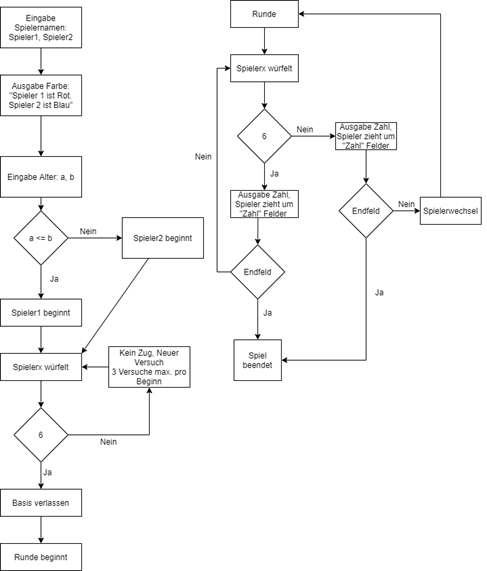 Eingabe
Spielernamen:
Spieler1, Spieler2
Ausgabe Farbe:
"Spieler 1 ist Rot.
Spieler 2 ist Blau"
Eingabe Alter: a, b
a <= b
Nein
Spieler2 beginnt
Ja
Spieler1 beginnt
Spielerx würfelt
Kein Zug, Neuer
Versuch
3 Versuche max. pro
Beginn
6
Nein
Ja
Basis verlassen
Runde beginnt
Runde
Spielerx würfelt
6
Nein
Ausgabe Zahl,
Spieler zieht um
"Zahl" Felder
Nein
Ja
Ausgabe Zahl,
Spieler zieht um
"Zahl" Felder
Endfeld
Nein
Spielerwechsel
Endfeld
Ja
Ja
Spiel
beendet